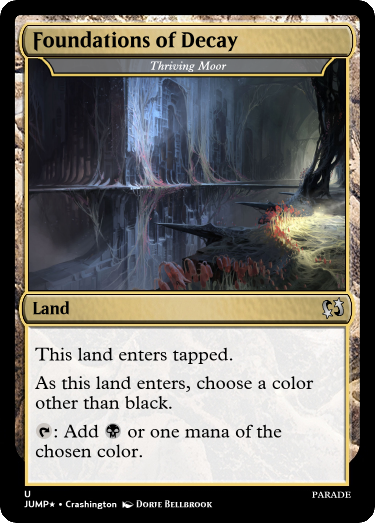 Foundations of Decay
Thriving Moor
Land
This land enters tapped.
As this land enters, choose a color
other than black.
: Add or one mana of the
chosen color.
U
JUMP★ • Crashington Dorje Bellbrook
PARADE